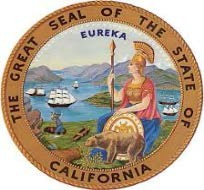 THE GREAT SEAL OF THE STATE OF
CALIFORNIA
EUREKA